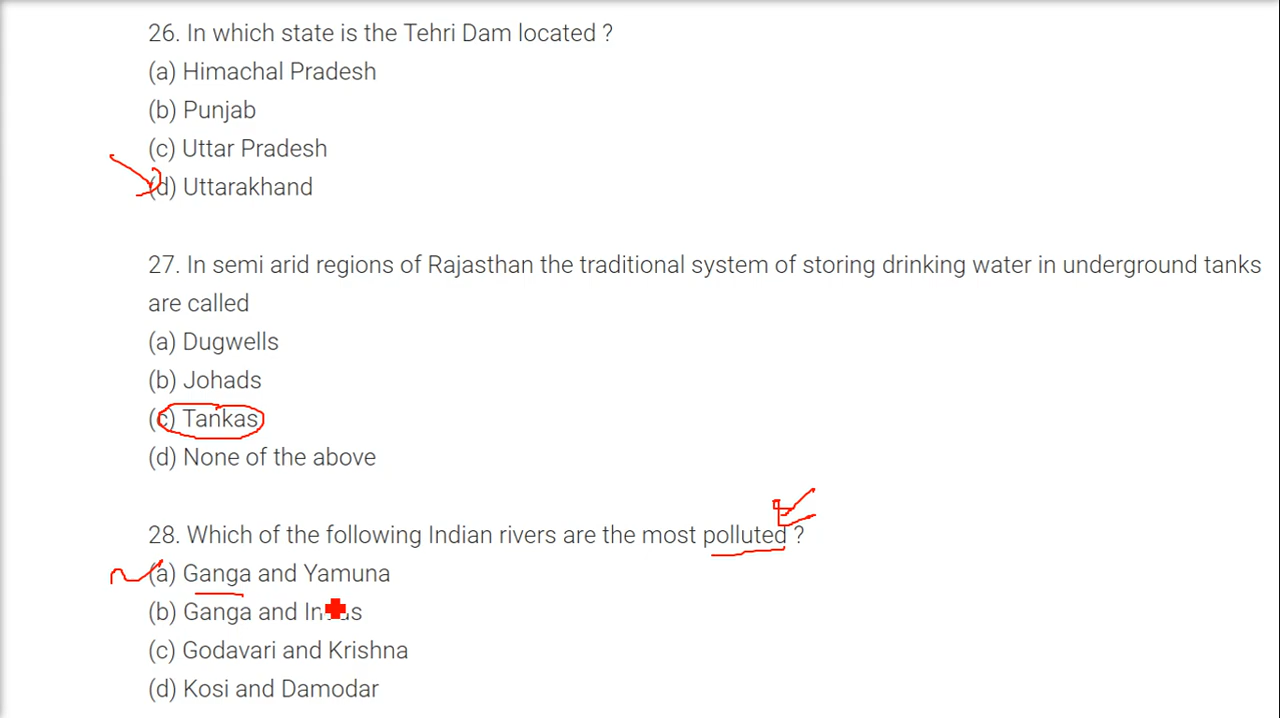 26. In which state is the Tehri Dam located ?
(a) Himachal Pradesh
(b) Punjab
(c) Uttar Pradesh
(d) Uttarakhand
27. In semi arid regions of Rajasthan the traditional system of storing drinking water in underground tanks
are called
(a) Dugwells
(b) Johads
(c) Tankas
(d) None of the above
28. Which of the following Indian rivers are the most polluted ?
(a) Ganga and Yamuna
(b) Ganga and Indus
(c) Godavari and Krishna
(d) Kosi and Damodar